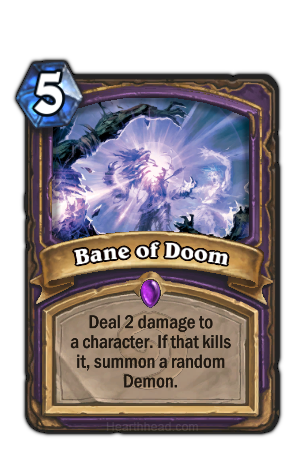 5
Bane of Doom
Deal 2 damage to
a character. If that kills
it, summon a random
Demon.
Hearthhead.com